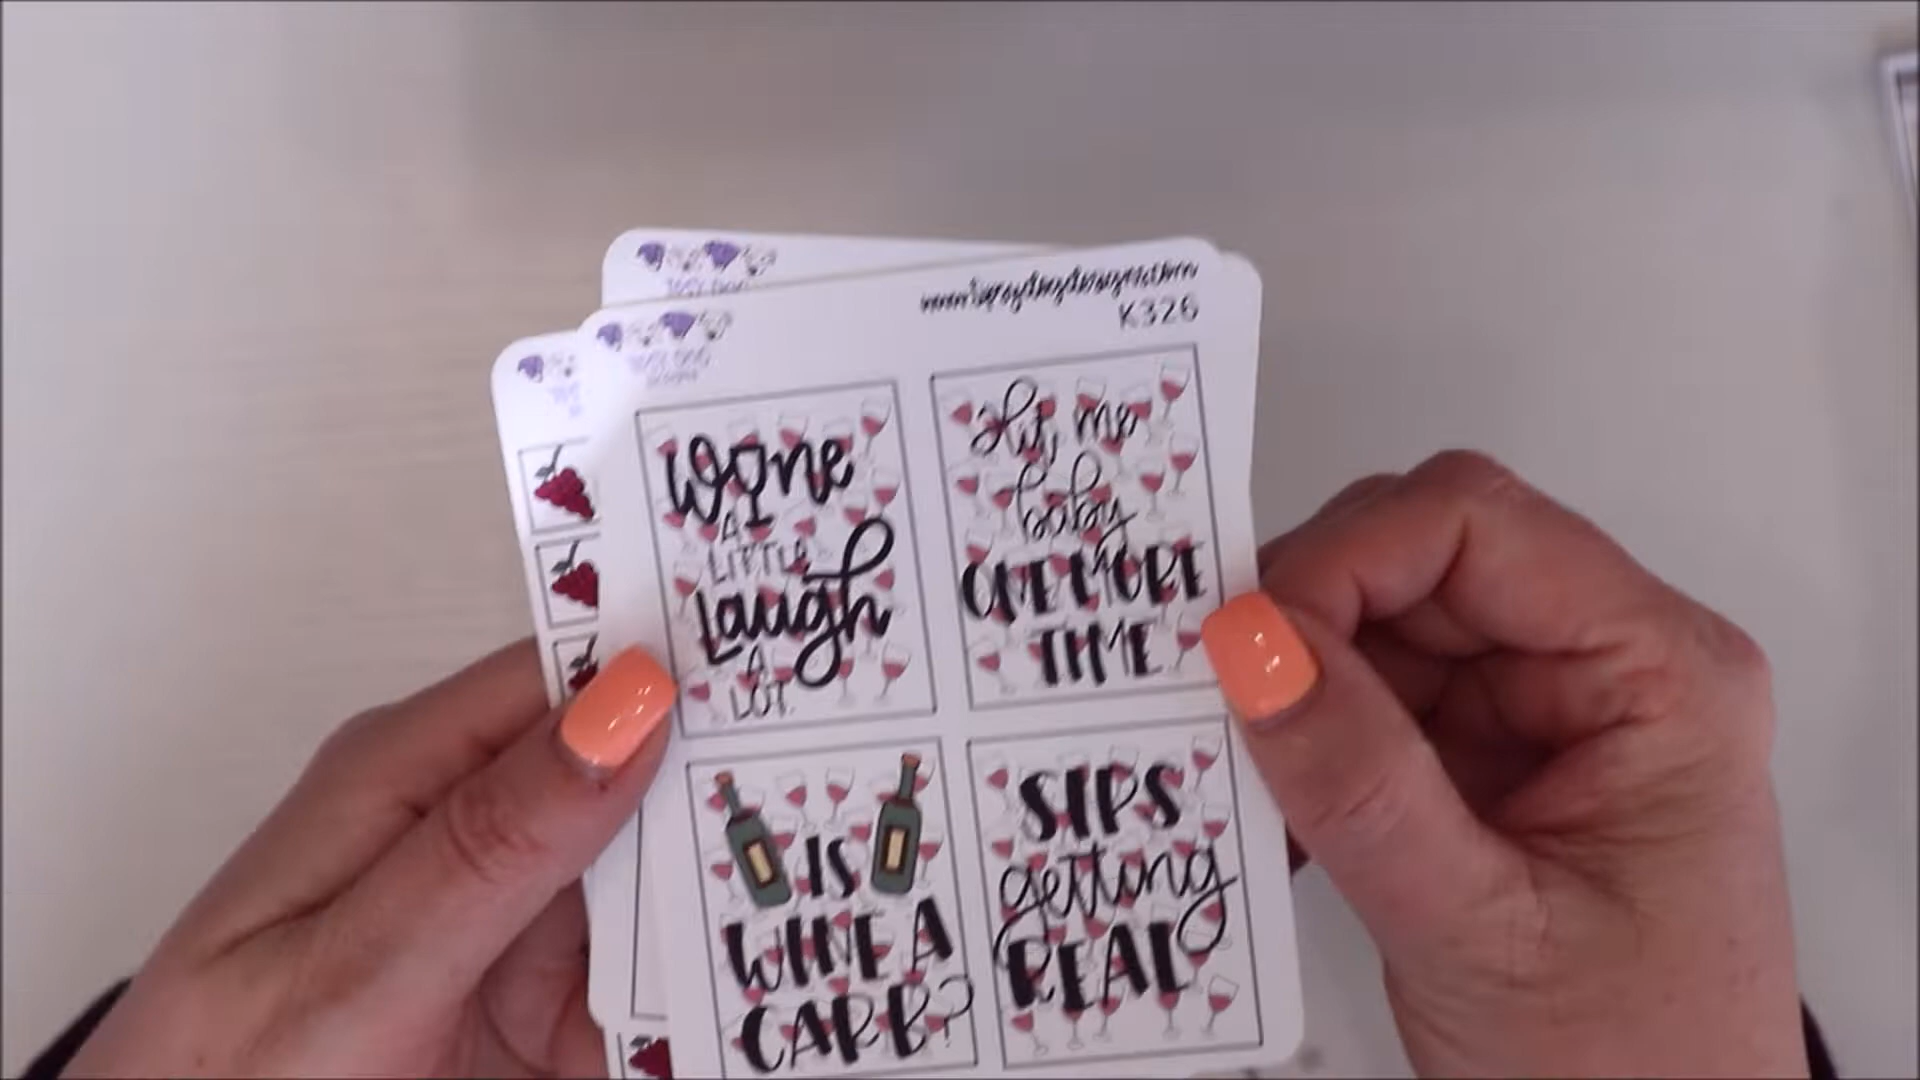 K326
Wine
A
LITTLE
Laugh
A
LOT.
Hit me
baby
ONE MORE
TIME
IS
WINE A
CARB?
SIPS
getting
REAL